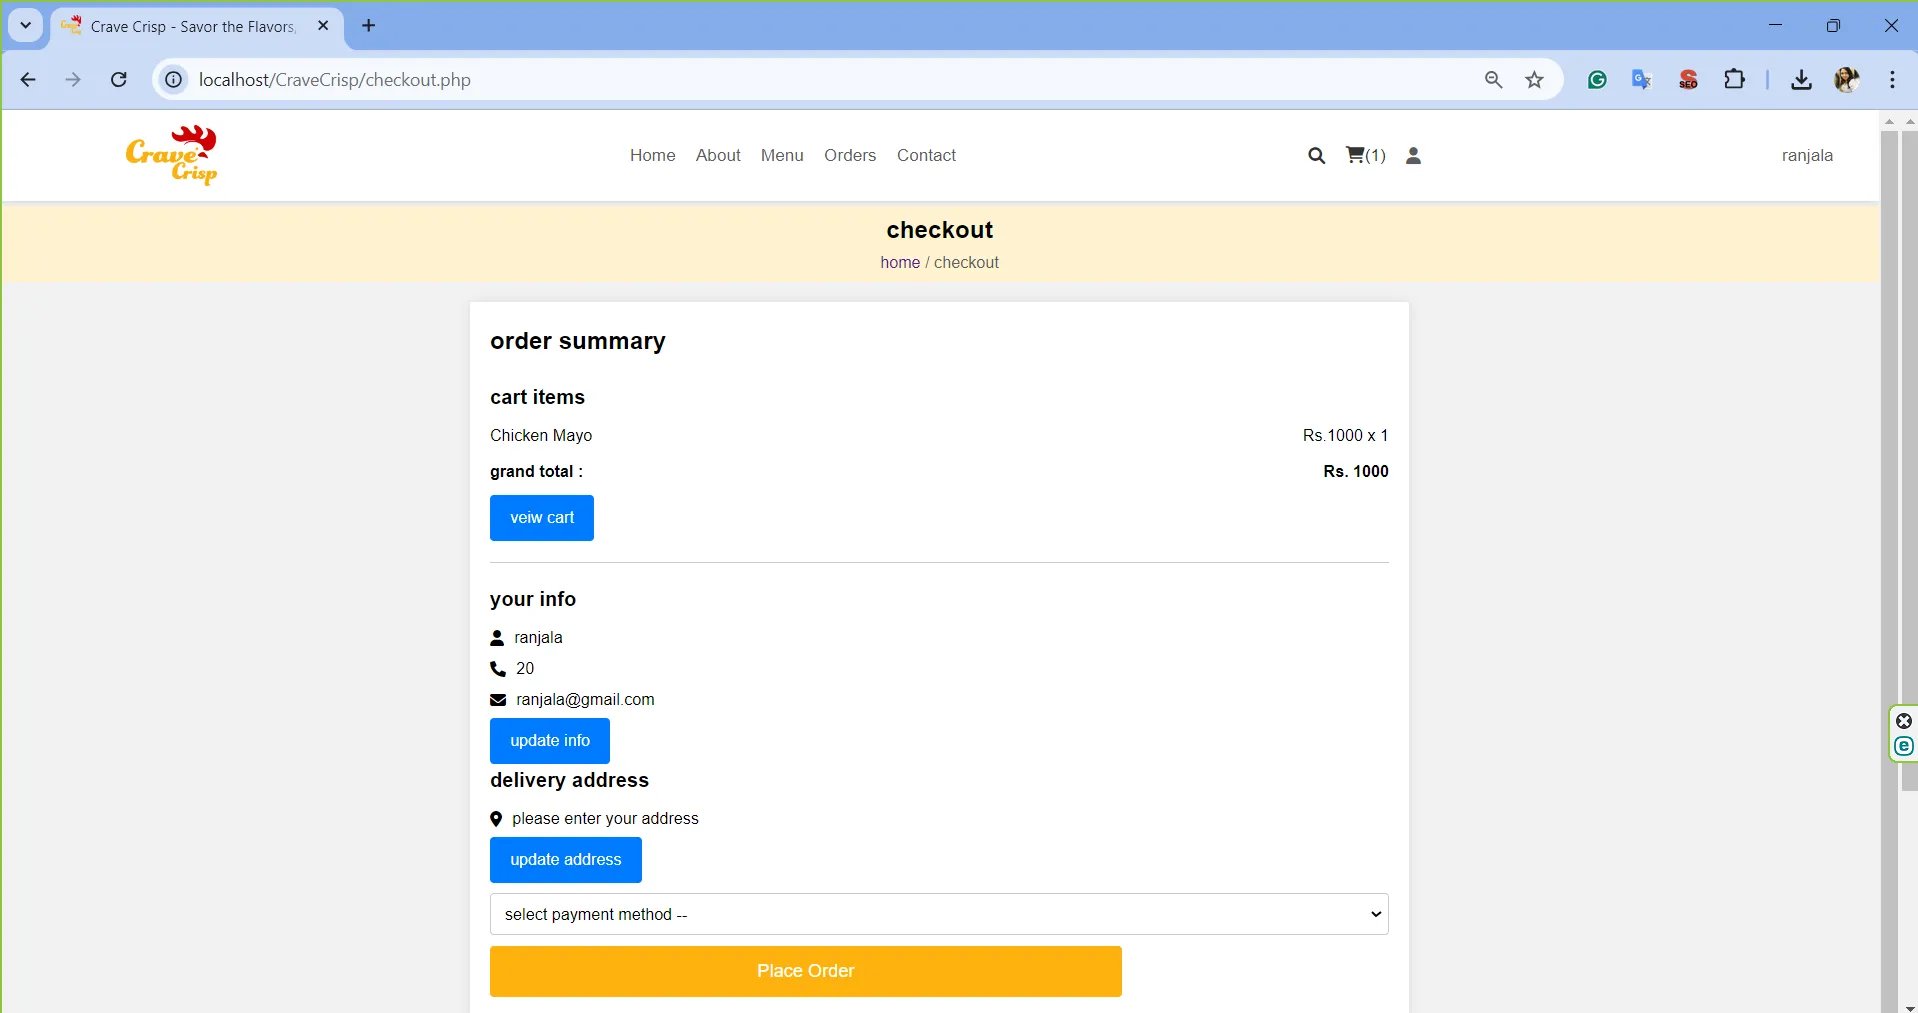 Crave Crisp - Savor the Flavors,
localhost/CraveCrisp/checkout.php
SEO
Crave
Crisp
Home About Menu Orders Contact
(1)
ranjala
checkout
home / checkout
order summary
cart items
Chicken Mayo Rs.1000 x 1
grand total : Rs. 1000
veiw cart
your info
ranjala
20
ranjala@gmail.com
update info
delivery address
please enter your address
update address
select payment method --
Place Order